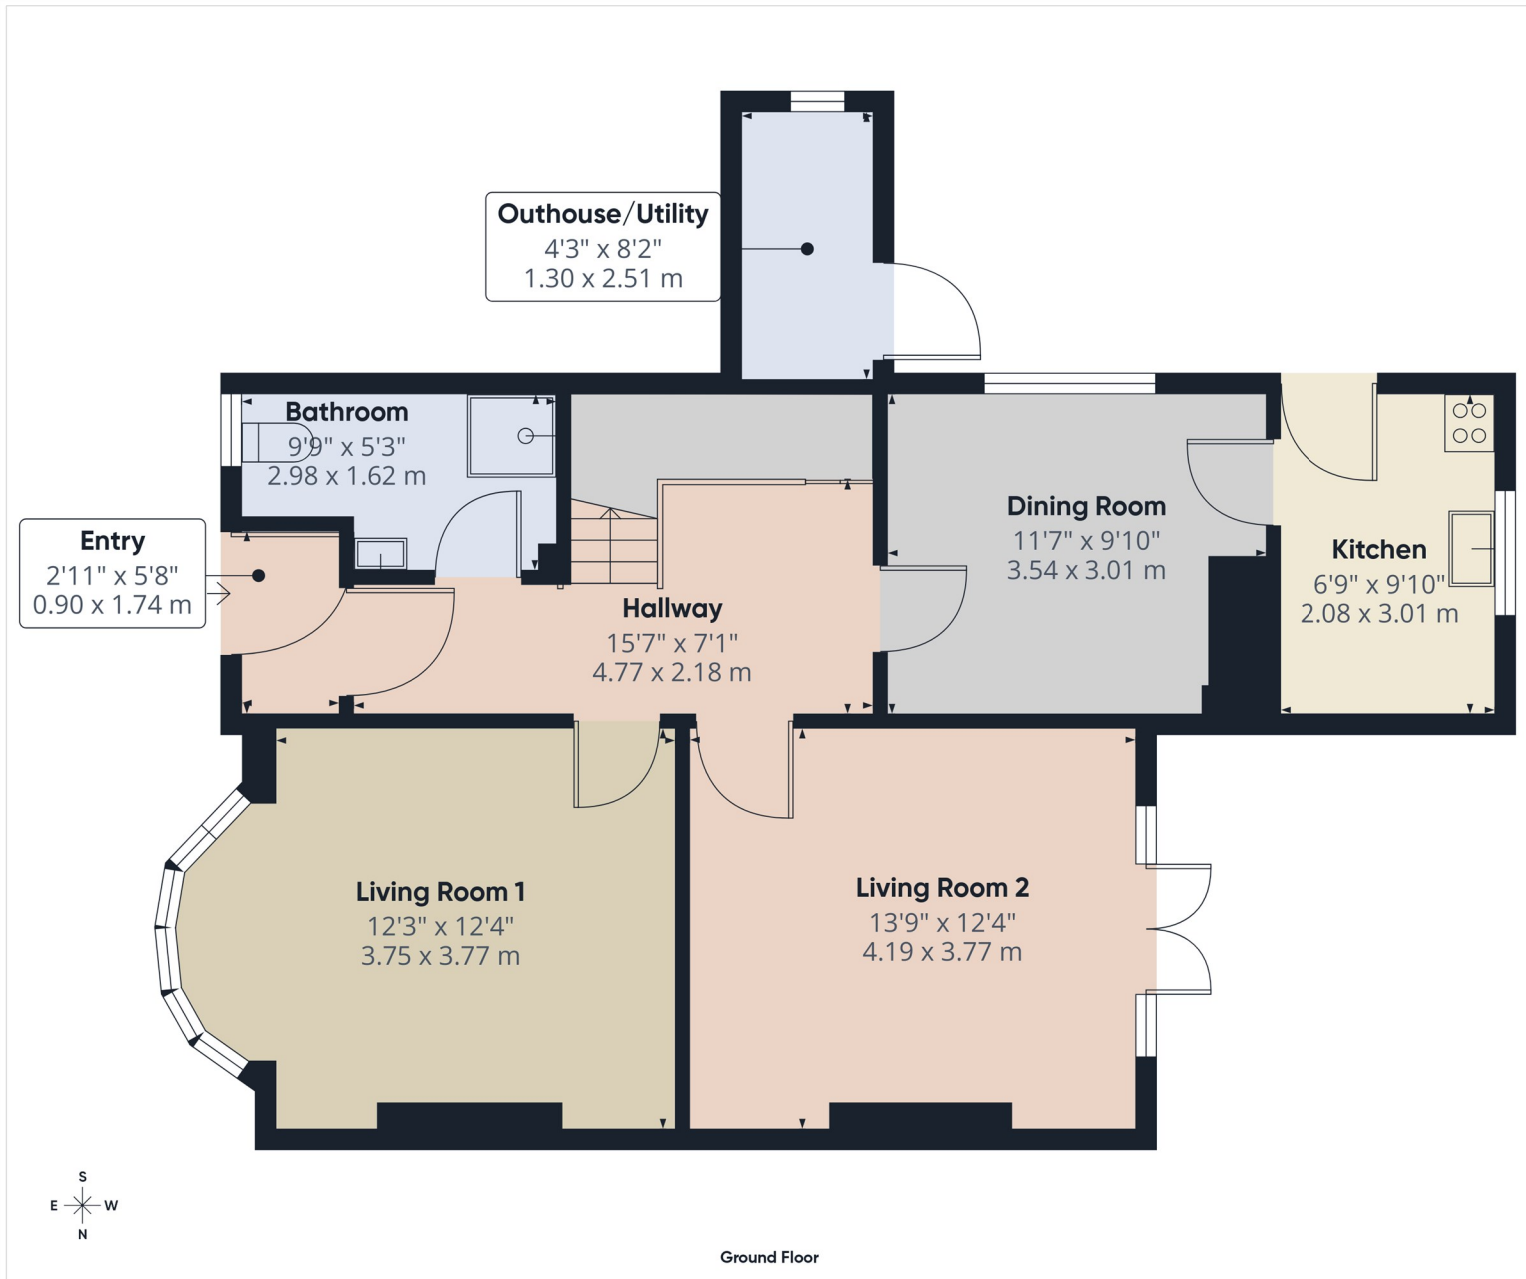 Outhouse/Utility
4'3" x 8'2"
1.30 x 2.51 m
Bathroom
9'9" x 5'3"
2.98 x 1.62 m
Entry
2'11" x 5'8"
0.90 x 1.74 m
Hallway
15'7" x 7'1"
4.77 x 2.18 m
Dining Room
11'7" x 9'10"
3.54 x 3.01 m
Kitchen
6'9" x 9'10"
2.08 x 3.01 m
Living Room 1
12'3" x 12'4"
3.75 x 3.77 m
Living Room 2
13'9" x 12'4"
4.19 x 3.77 m
S
E W
N
Ground Floor